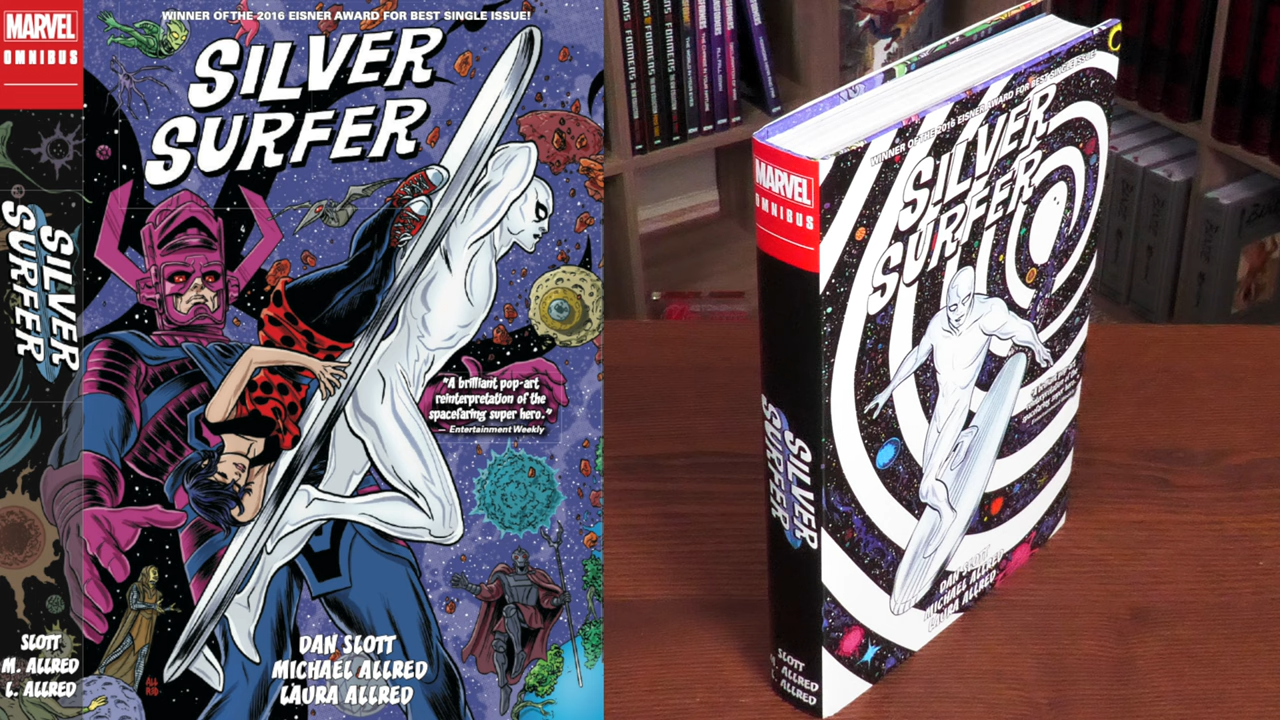 MARVEL
OMNIBUS
SILVER
SURFER
SLOTT
M. ALLRED
L. ALLRED
WINNER OF THE 2016 EISNER AWARD FOR BEST SINGLE ISSUE!
SILVER
SURFER
"A brilliant pop-art
reinterpretation of the
spacefaring super hero."
— Entertainment Weekly
DAN SLOTT
MICHAEL ALLRED
LAURA ALLRED
MARVEL
OMNIBUS
SILVER
SURFER
SLOTT
M. ALLRED
L. ALLRED
WINNER OF THE 2016 EISNER AWARD FOR BEST SINGLE ISSUE!
SILVER
SURFER
DAN SLOTT
MICHAEL ALLRED
LAURA ALLRED